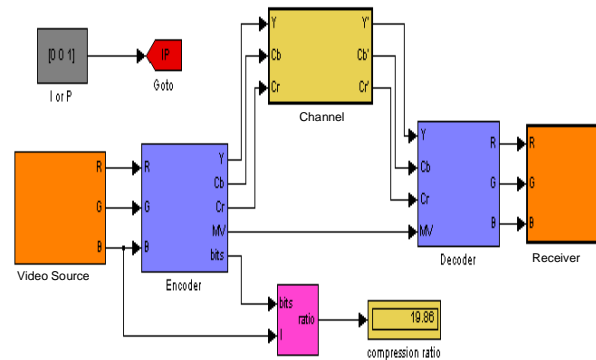 [0 0 1]
I or P
IP
Goto
Y
Cb
Cr
Y'
Cb'
Cr'
Channel
R
G
B
Video Source
R
G
B
Y
Cb
Cr
MV
bits
Encoder
Y
Cb
Cr
MV
R
G
B
Decoder
R
G
B
Receiver
bits
I
ratio
19.86
compression ratio